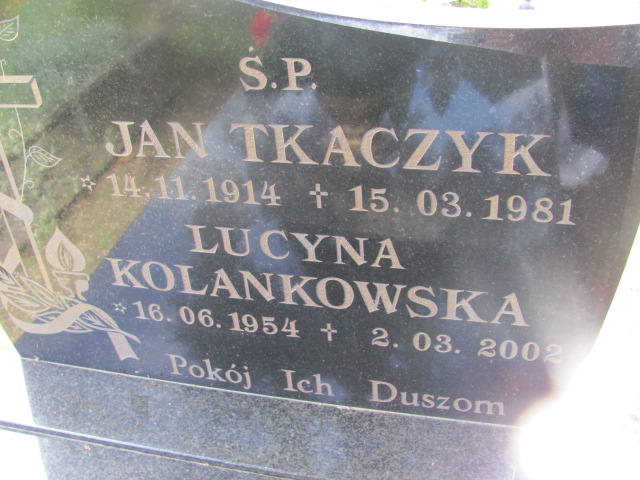 Ś.P.
JAN TKACZYK
* 14.11.1914 † 15.03.1981
LUCYNA
KOLANKOWSKA
* 16.06.1954 † 2.03.2002
Pokój Ich Duszom